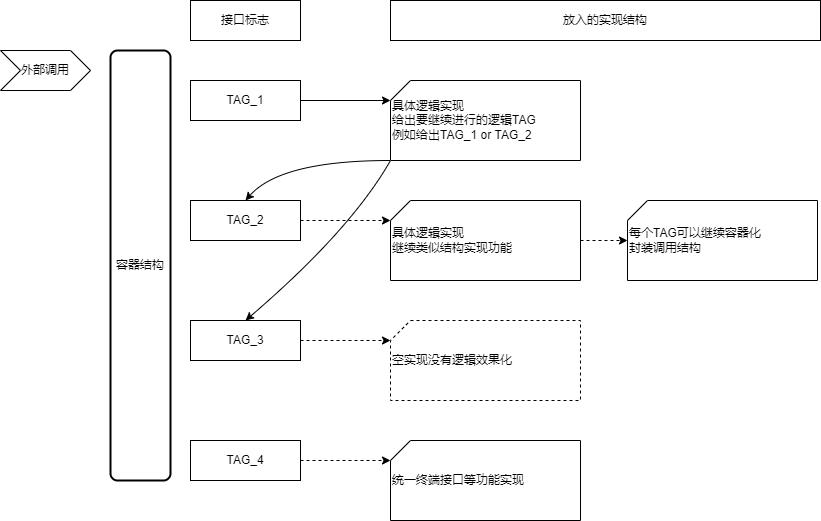 接口标志
放入的实现结构
外部调用
容器结构
TAG_1
具体逻辑实现
给出要继续进行的逻辑TAG
例如给出TAG_1 or TAG_2
TAG_2
具体逻辑实现
继续类似结构实现功能
每个TAG可以继续容器化
封装调用结构
TAG_3
空实现没有逻辑效果化
TAG_4
统一终端接口等功能实现